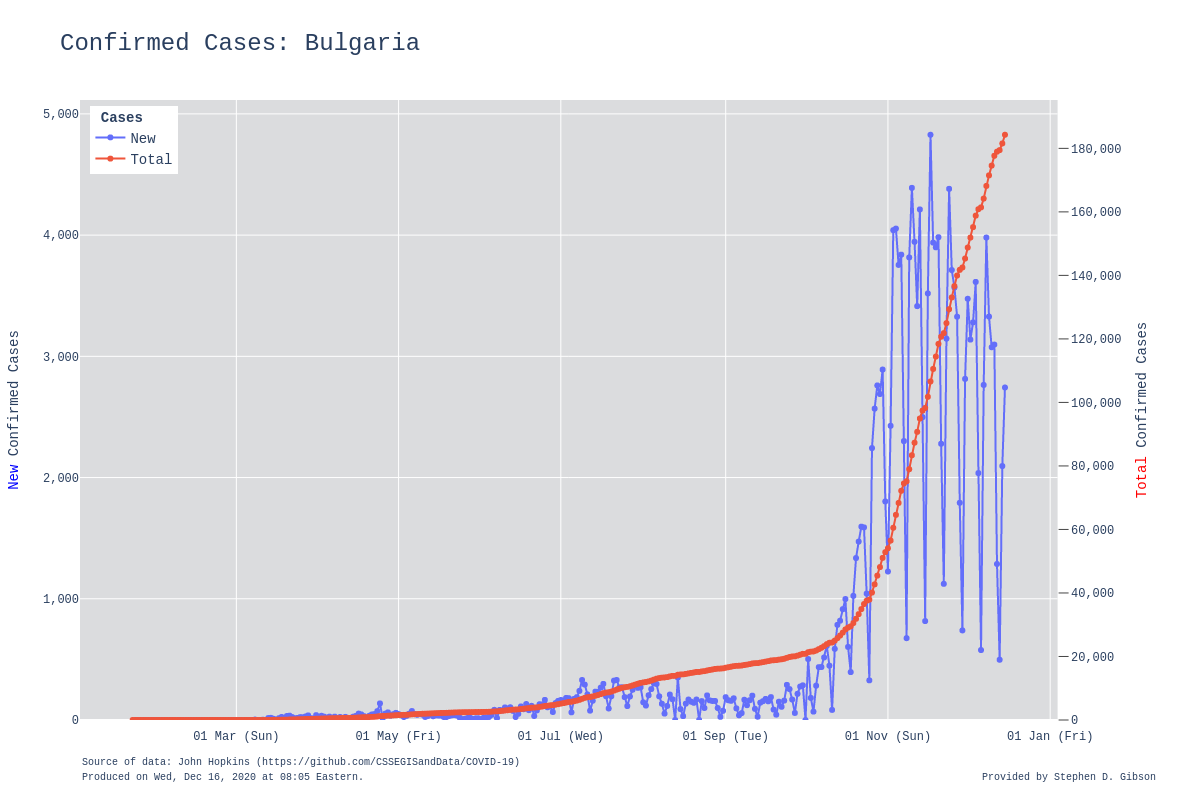 Confirmed Cases: Bulgaria
Cases
New
Total
5,000
4,000
3,000
2,000
1,000
0
New Confirmed Cases
180,000
160,000
140,000
120,000
100,000
80,000
60,000
40,000
20,000
0
Total Confirmed Cases
01 Mar (Sun)
01 May (Fri)
01 Jul (Wed)
01 Sep (Tue)
01 Nov (Sun)
01 Jan (Fri)
Source of data: John Hopkins (https://github.com/CSSEGISandData/COVID-19)
Produced on Wed, Dec 16, 2020 at 08:05 Eastern.
Provided by Stephen D. Gibson